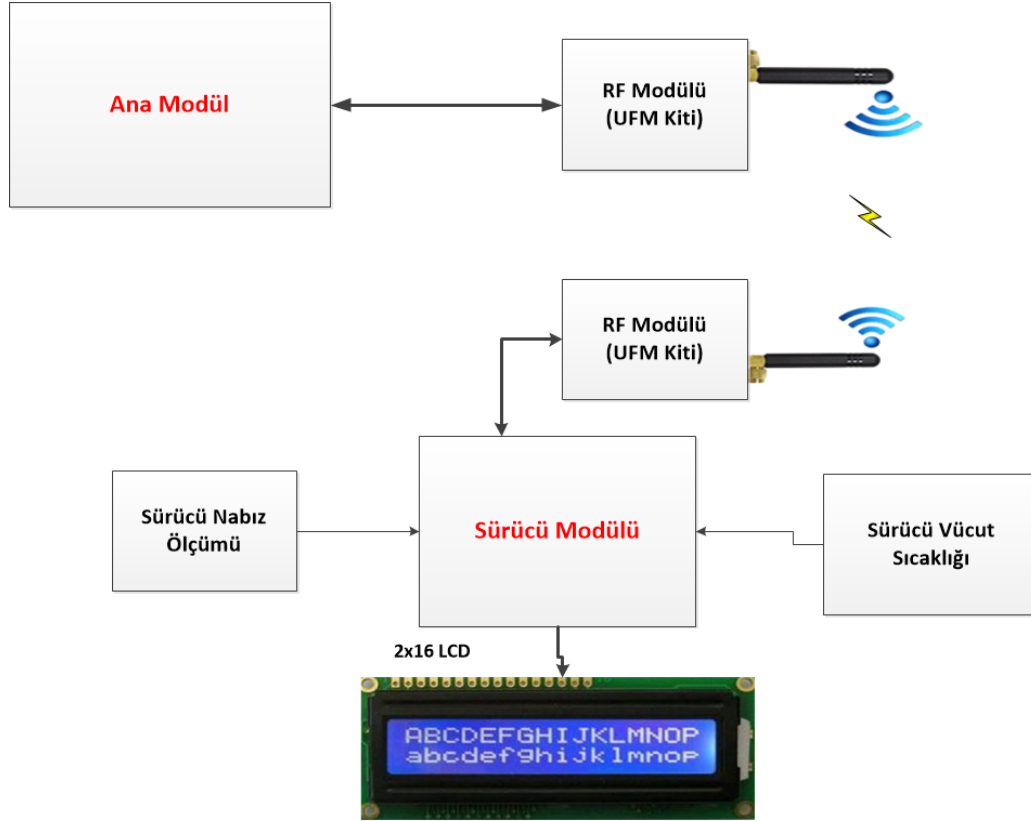 Ana Modül
RF Modülü
(UFM Kiti)
RF Modülü
(UFM Kiti)
Sürücü Nabız
Ölçümü
Sürücü Modülü
Sürücü Vücut
Sıcaklığı
2x16 LCD
ABCDEFGHIJKLMNOP
abcdefghijklmnop